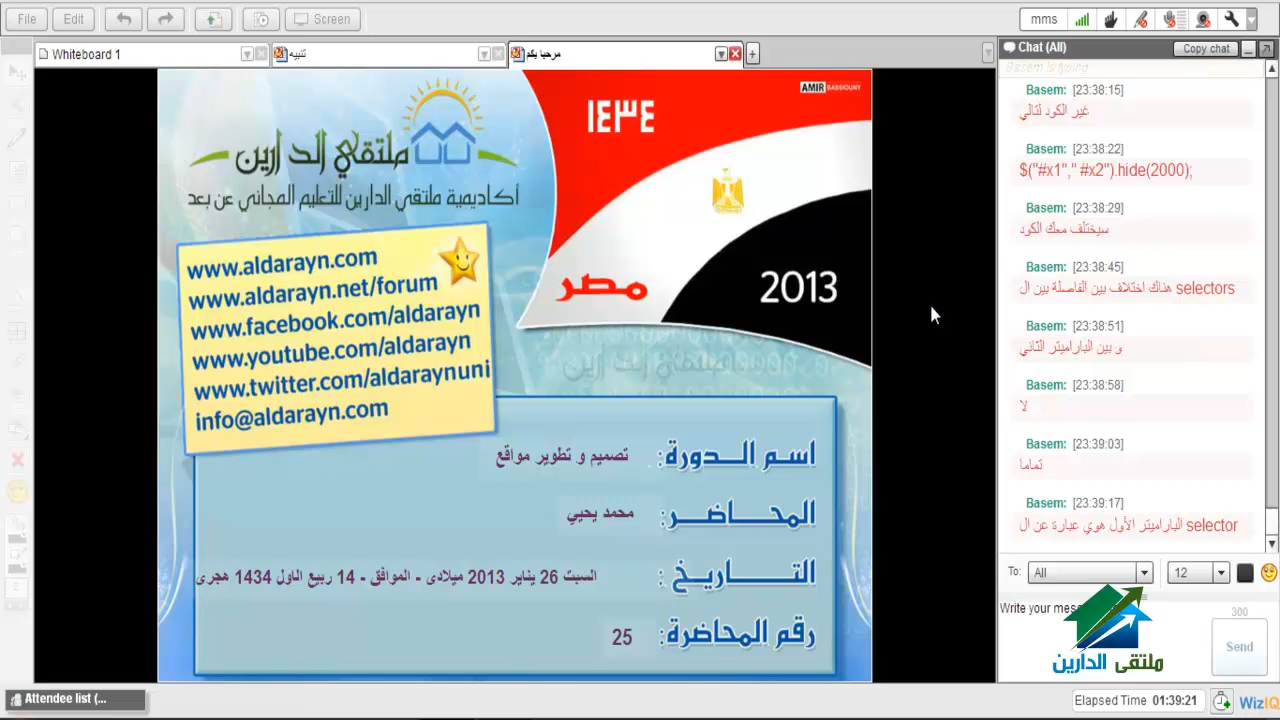 File
Edit
Screen
mms
Whiteboard 1
تنبيه
مرحبا بكم
Chat (All)
Copy chat
Basem is typing
ملتقي الدارين
أكاديمية ملتقي الدارين للتعليم المجاني عن بعد
١٤٣٤
AMIR BASSIOUNY
مصر
2013
www.aldarayn.com
www.aldarayn.net/forum
www.facebook.com/aldarayn
www.youtube.com/aldarayn
www.twitter.com/aldaraynuni
info@aldarayn.com
اسم الدورة: تصميم و تطوير مواقع
المحاضر: محمد يحيي
التاريخ : السبت 26 يناير 2013 ميلادى - الموافق - 14 ربيع الاول 1434 هجرى
رقم المحاضرة: 25
Basem: [23:38:15]
غير الكود لتالي
Basem: [23:38:22]
$("#x1"," #x2").hide(2000);
Basem: [23:38:29]
سيختلف معك الكود
Basem: [23:38:45]
هناك اختلاف بين الفاصلة بين ال selectors
Basem: [23:38:51]
و بين الباراميتر الثاني
Basem: [23:38:58]
لا
Basem: [23:39:03]
تماما
Basem: [23:39:17]
الباراميتر الأول هوي عبارة عن ال selector
To: All
12
Write your mess
300
Send
ملتقى الدارين
Attendee list (...
Elapsed Time 01:39:21
WizIQ